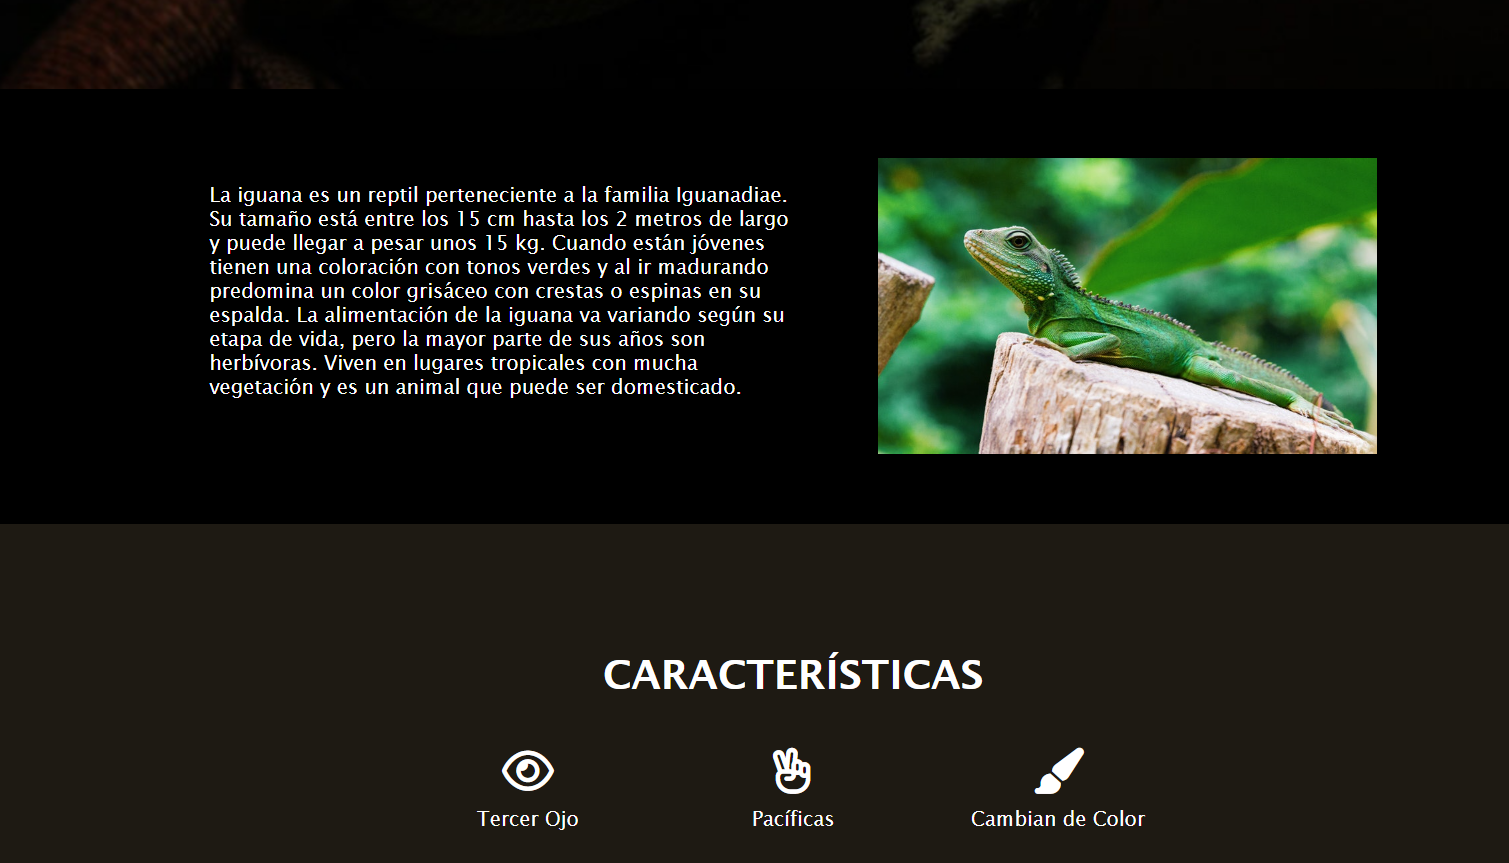 La iguana es un reptil perteneciente a la familia Iguanadiae.
Su tamaño está entre los 15 cm hasta los 2 metros de largo
y puede llegar a pesar unos 15 kg. Cuando están jóvenes
tienen una coloración con tonos verdes y al ir madurando
predomina un color grisáceo con crestas o espinas en su
espalda. La alimentación de la iguana va variando según su
etapa de vida, pero la mayor parte de sus años son
herbívoras. Viven en lugares tropicales con mucha
vegetación y es un animal que puede ser domesticado.
CARACTERÍSTICAS
Tercer Ojo
Pacíficas
Cambian de Color